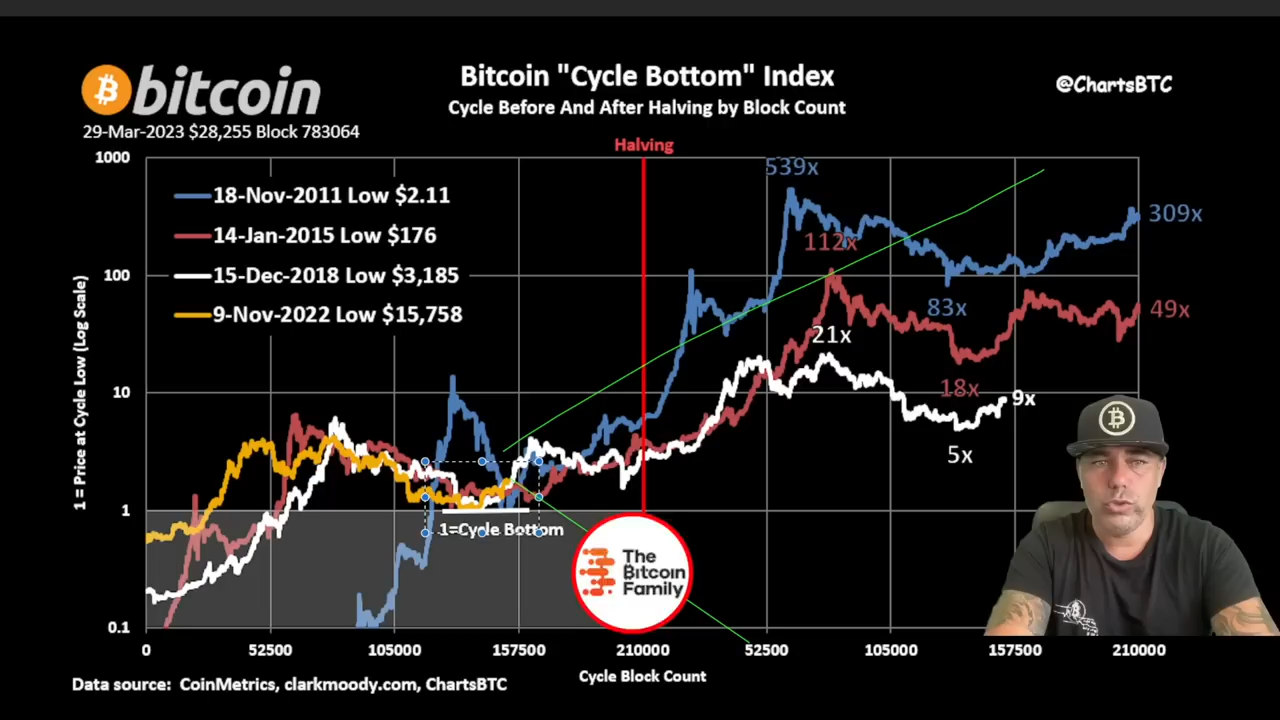 bitcoin
29-Mar-2023 $28,255 Block 783064
Bitcoin "Cycle Bottom" Index
Cycle Before And After Halving by Block Count
@ChartsBTC
Halving
1000
100
10
1
0.1
1 = Price at Cycle Low (Log Scale)
18-Nov-2011 Low $2.11
14-Jan-2015 Low $176
15-Dec-2018 Low $3,185
9-Nov-2022 Low $15,758
539x
309x
112x
83x
49x
21x
18x
9x
5x
1=Cycle Bottom
The
Bitcoin
Family
0 52500 105000 157500 210000 52500 105000 157500 210000
Cycle Block Count
Data source: CoinMetrics, clarkmoody.com, ChartsBTC